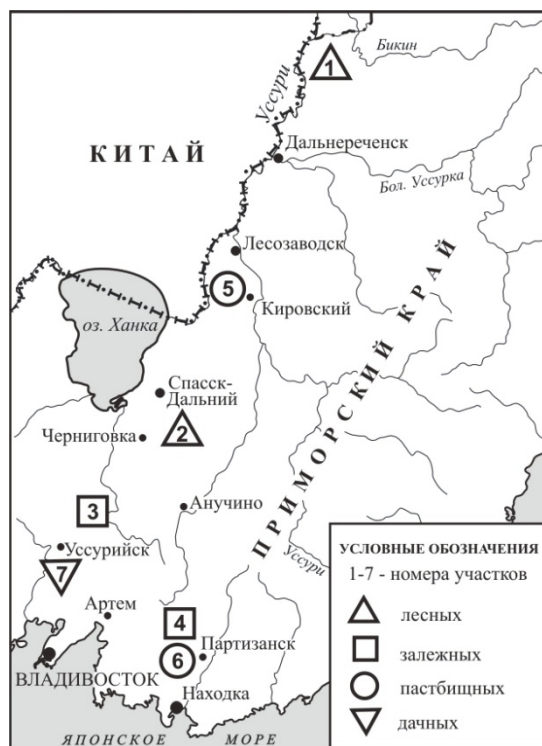 1
Бикин
Уссури
Дальнереченск
КИТАЙ
Бол. Уссурка
Лесозаводск
5
Кировский
оз. Ханка
ПРИМОРСКИЙ КРАЙ
Спасск-
Дальний
2
Черниговка
3
Анучино
Уссури
Уссурийск
7
Артем
4
Партизанск
6
ВЛАДИВОСТОК
Находка
ЯПОНСКОЕ МОРЕ
УСЛОВНЫЕ ОБОЗНАЧЕНИЯ
1-7 - номера участков
лесных
залежных
пастбищных
дачных